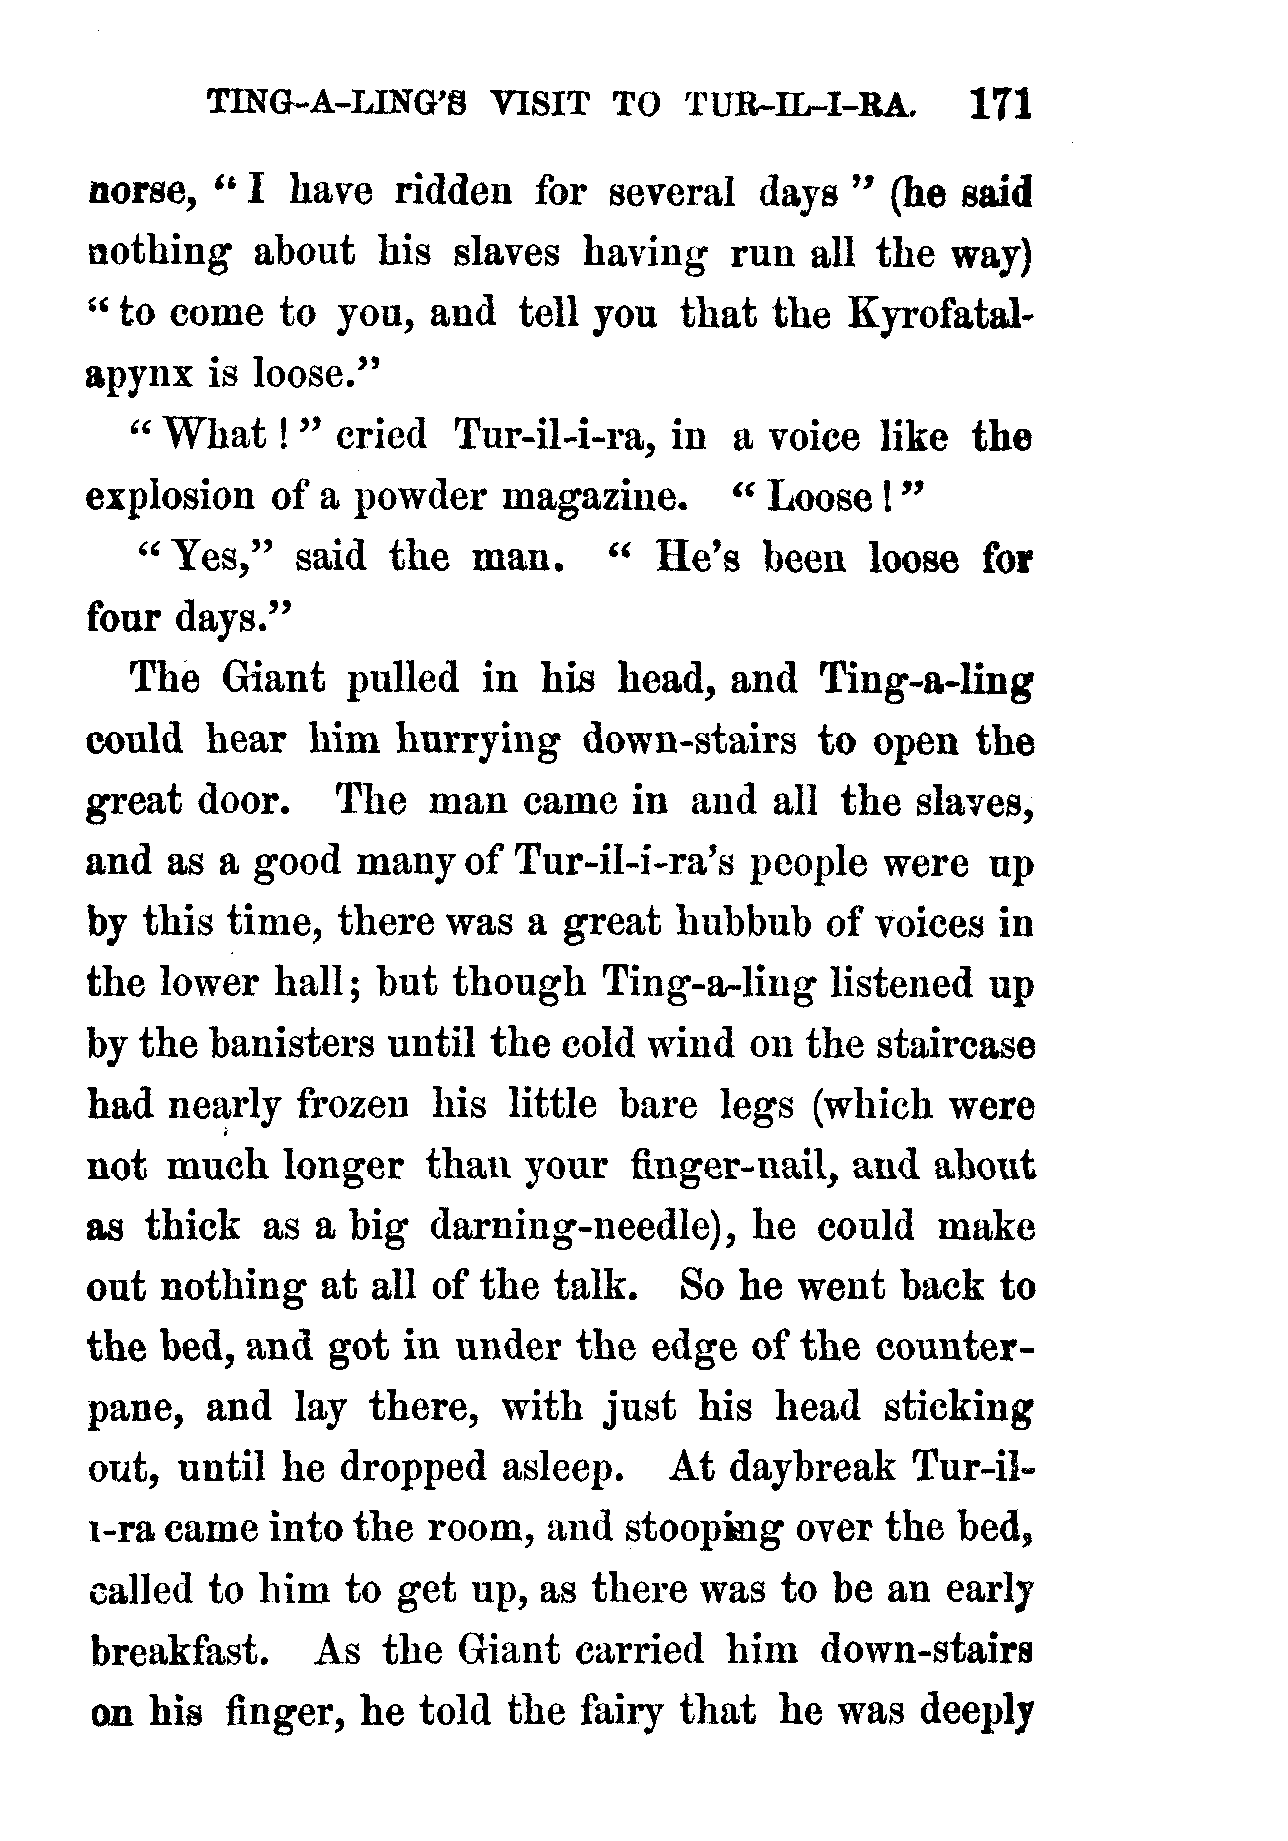 TING-A-LING'S VISIT TO TUR-IL-I-RA. 171
horse, “ I have ridden for several days ” (he said
nothing about his slaves having run all the way)
“ to come to you, and tell you that the Kyrofatal-
apynx is loose.”
“ What ! ” cried Tur-il-i-ra, in a voice like the
explosion of a powder magazine. “ Loose ! ”
“ Yes,” said the man. “ He's been loose for
four days.”
The Giant pulled in his head, and Ting-a-ling
could hear him hurrying down-stairs to open the
great door. The man came in and all the slaves,
and as a good many of Tur-il-i-ra's people were up
by this time, there was a great hubbub of voices in
the lower hall; but though Ting-a-ling listened up
by the banisters until the cold wind on the staircase
had nearly frozen his little bare legs (which were
not much longer than your finger-nail, and about
as thick as a big darning-needle), he could make
out nothing at all of the talk. So he went back to
the bed, and got in under the edge of the counter-
pane, and lay there, with just his head sticking
out, until he dropped asleep. At daybreak Tur-il-
i-ra came into the room, and stooping over the bed,
called to him to get up, as there was to be an early
breakfast. As the Giant carried him down-stairs
on his finger, he told the fairy that he was deeply